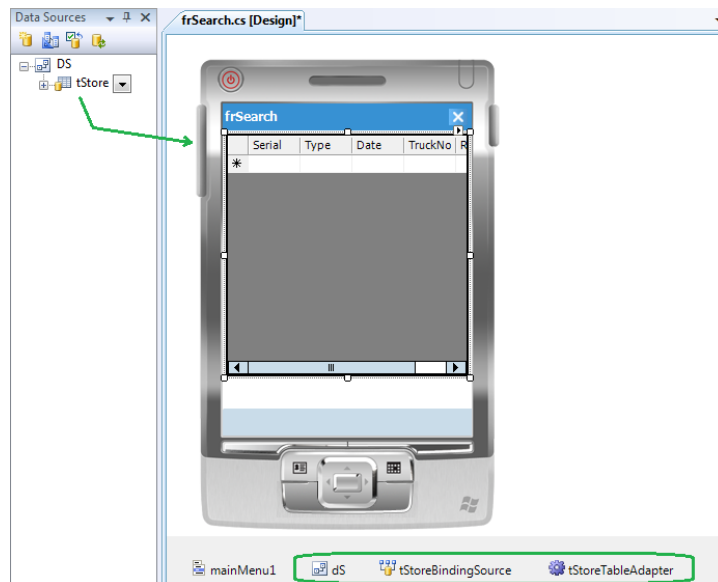 Data Sources
DS
tStore
frSearch.cs [Design]*
frSearch
Serial Type Date TruckNo R
mainMenu1 dS tStoreBindingSource tStoreTableAdapter